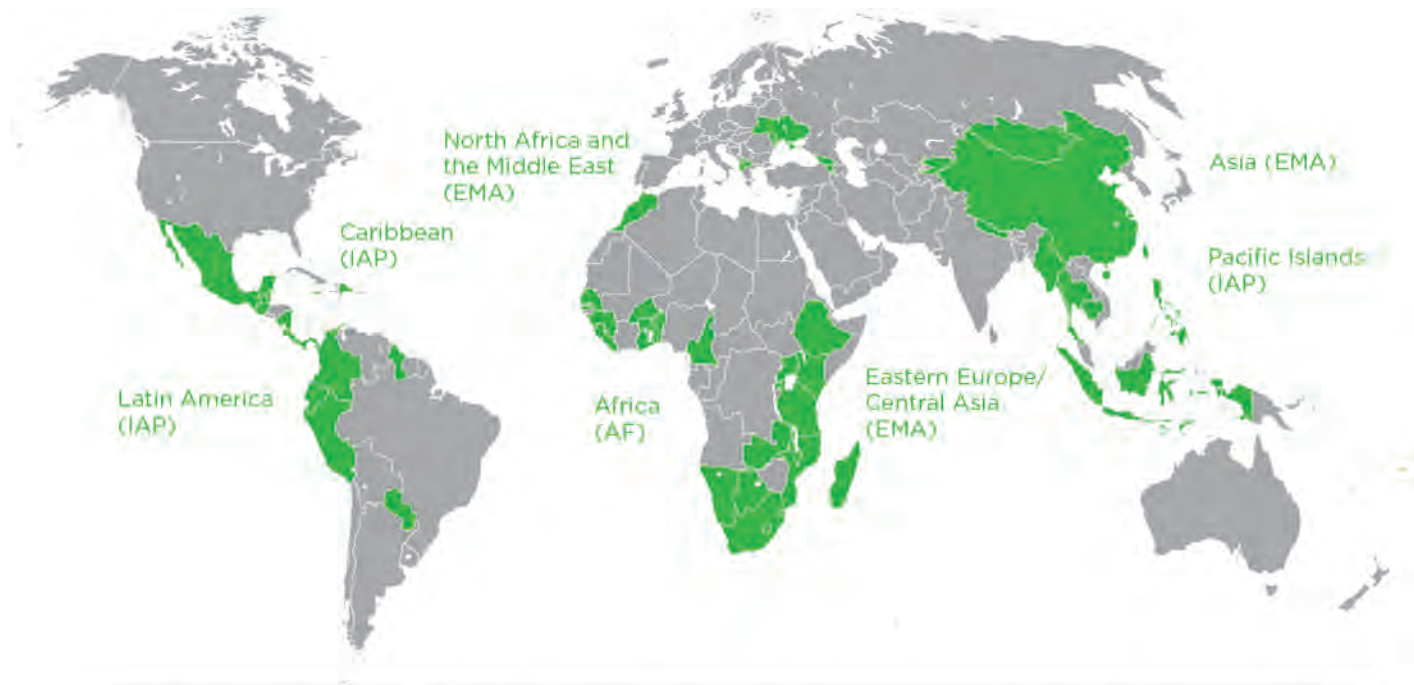 North Africa and
the Middle East
(EMA)
Asia (EMA)
Caribbean
(IAP)
Pacific Islands
(IAP)
Eastern Europe/
Central Asia
(EMA)
Latin America
(IAP)
Africa
(AF)